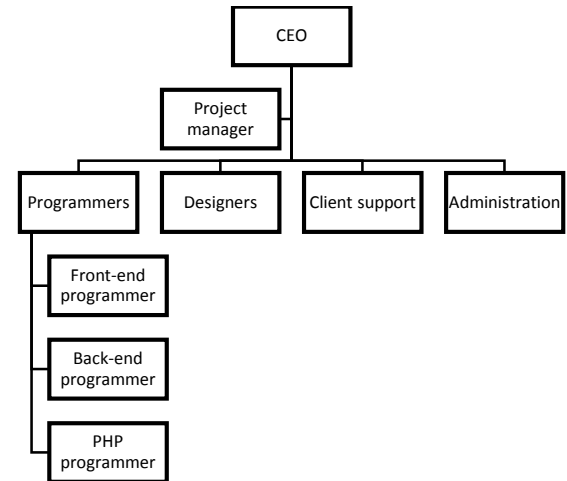 CEO
Project
manager
Programmers
Designers
Client support
Administration
Front-end
programmer
Back-end
programmer
PHP
programmer